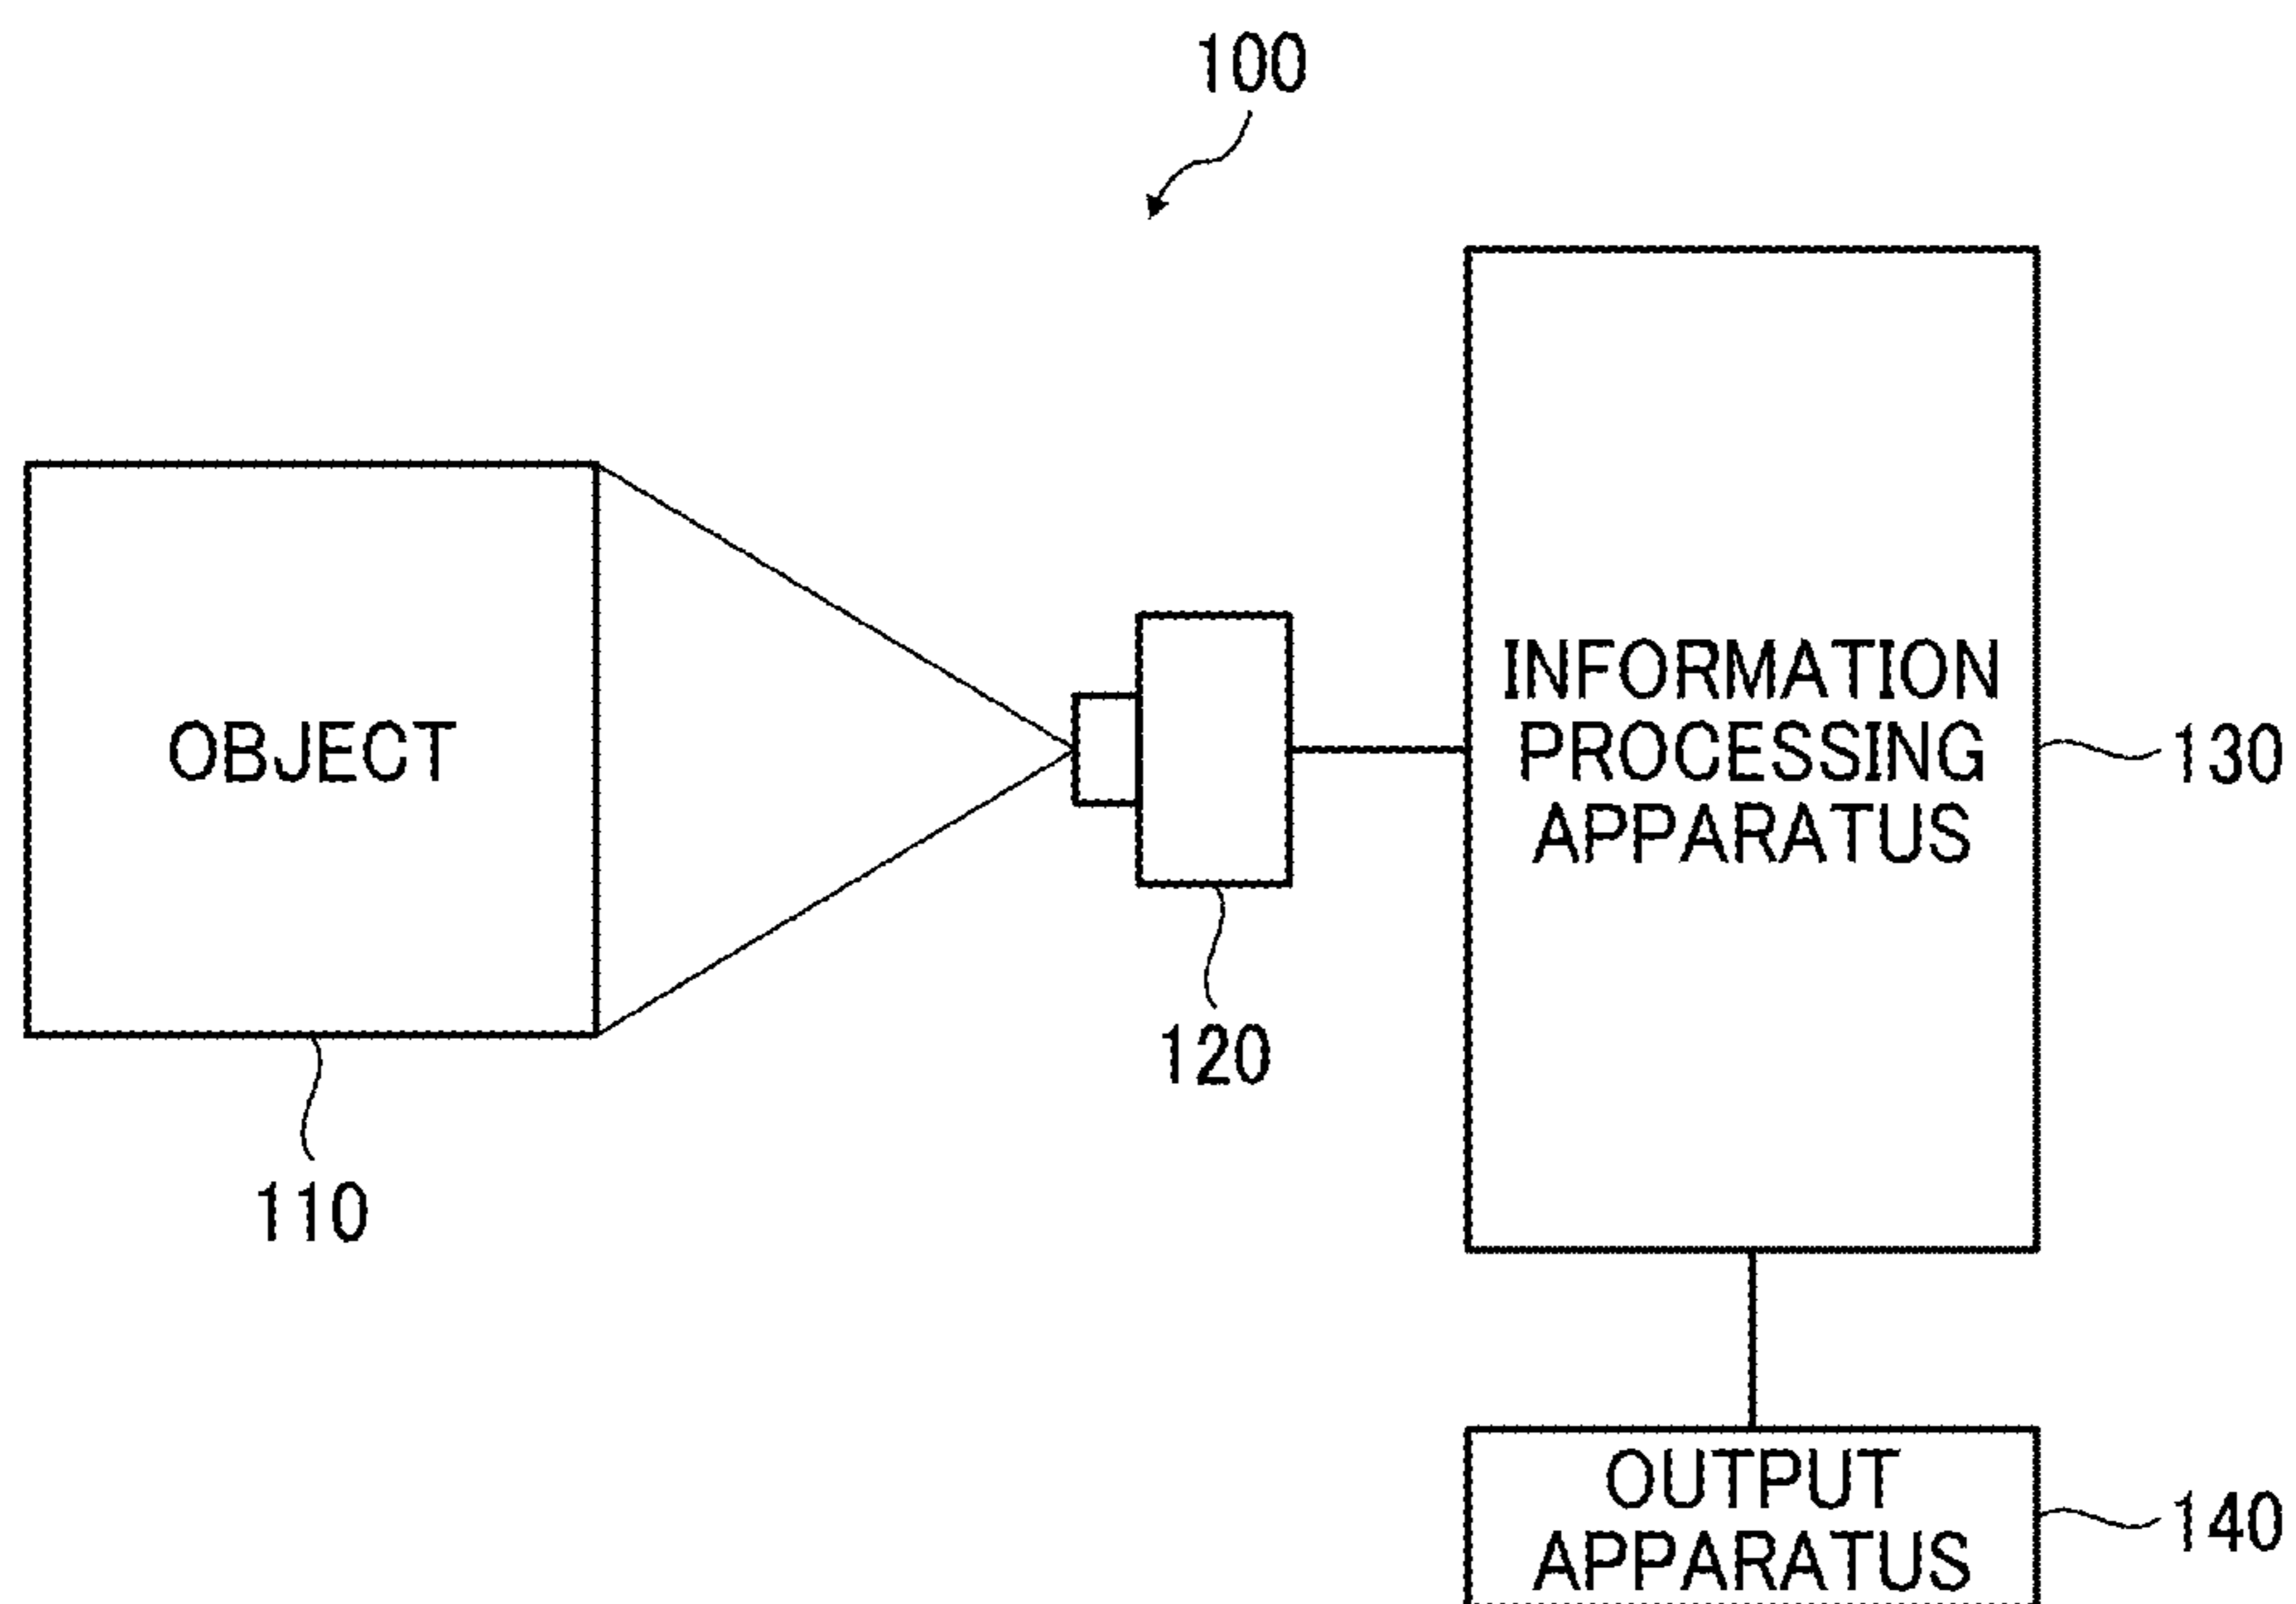 100
OBJECT
INFORMATION
PROCESSING
APPARATUS
130
120
110
OUTPUT
APPARATUS
140